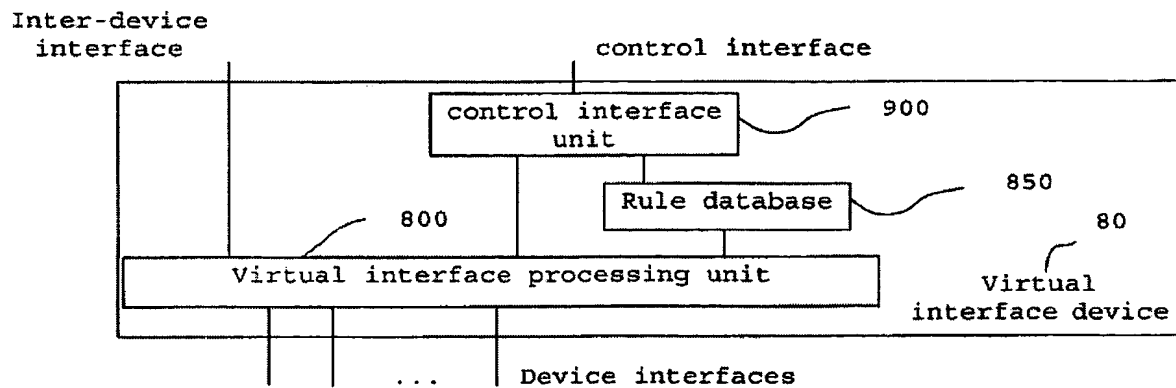 Inter-device
interface
control interface
control interface
unit
900
Rule database
850
800
80
Virtual interface processing unit
Virtual
interface device
... Device interfaces